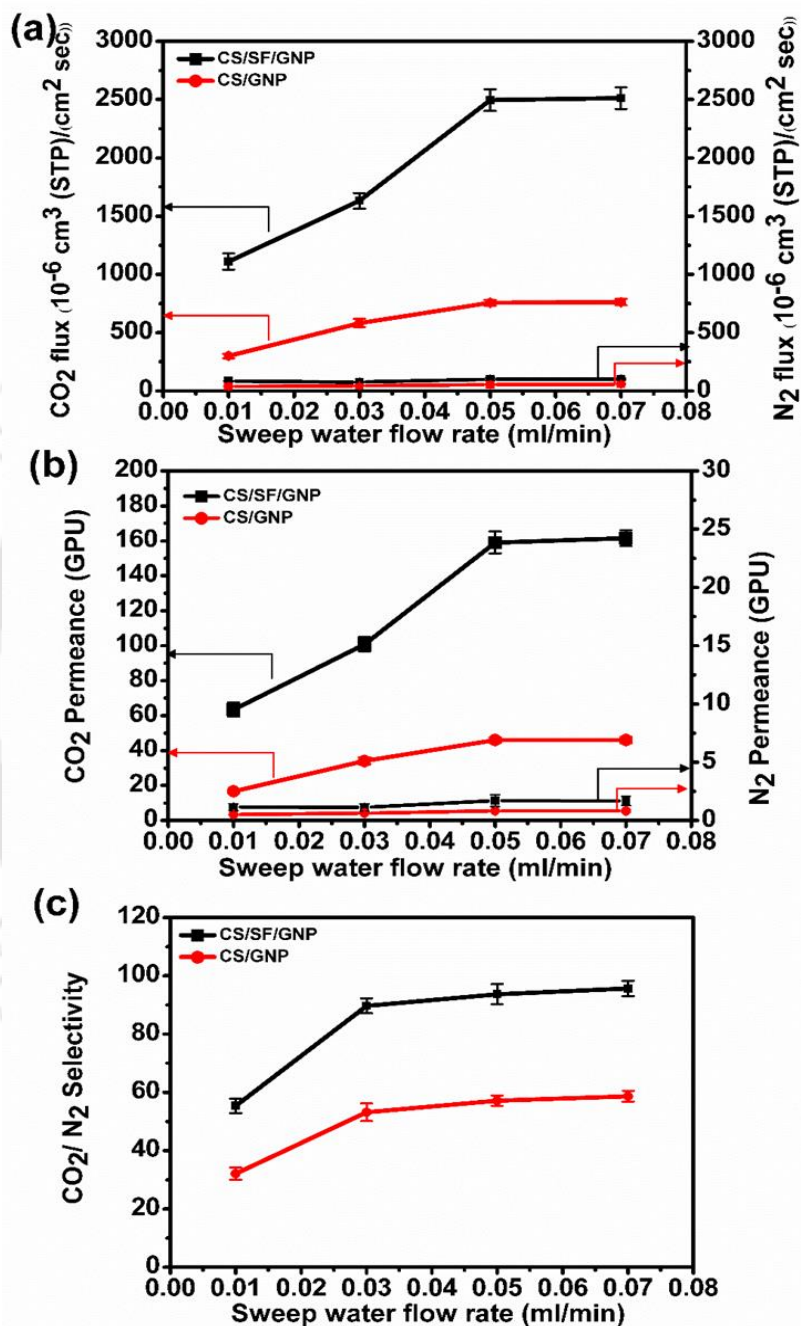 (a)
CO2 flux (10-6 cm3 (STP)/(cm2 sec))
3000
2500
2000
1500
1000
500
0
CS/SF/GNP
CS/GNP
3000
2500
2000
1500
1000
500
0
N2 flux (10-6 cm3 (STP)/(cm2 sec))
0.00 0.01 0.02 0.03 0.04 0.05 0.06 0.07 0.08
Sweep water flow rate (ml/min)
(b)
CO2 Permeance (GPU)
200
180
160
140
120
100
80
60
40
20
0
CS/SF/GNP
CS/GNP
30
25
20
15
10
5
0
N2 Permeance (GPU)
0.00 0.01 0.02 0.03 0.04 0.05 0.06 0.07 0.08
Sweep water flow rate (ml/min)
(c)
CO2/ N2 Selectivity
120
100
80
60
40
20
0
CS/SF/GNP
CS/GNP
0.00 0.01 0.02 0.03 0.04 0.05 0.06 0.07 0.08
Sweep water flow rate (ml/min)